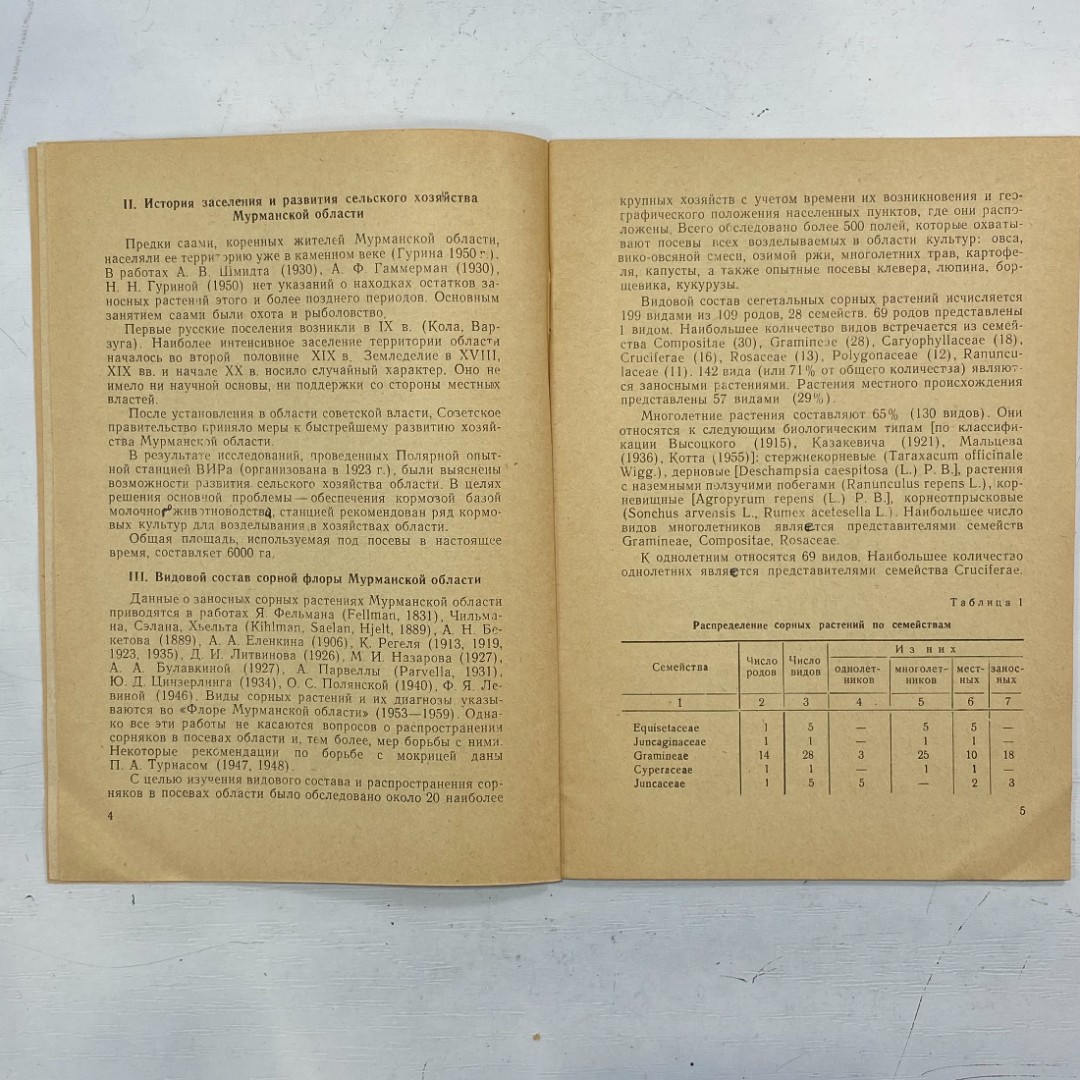 II. История заселения и развития сельского хозяйства
Мурманской области
Предки саами, коренных жителей Мурманской области,
населяли ее территорию уже в каменном веке (Гурина 1950 г.).
В работах А. В. Шмидта (1930), А. Ф. Гаммерман (1930),
Н. Н. Гуриной (1950) нет указаний о находках остатков за-
носных растений этого и более позднего периодов. Основным
занятием саами были охота и рыболовство.
Первые русские поселения возникли в IX в. (Кола, Вар-
зуга). Наиболее интенсивное заселение территории области
началось во второй половине XIX в. Земледелие в XVIII,
XIX вв. и начале XX в. носило случайный характер. Оно не
имело ни научной основы, ни поддержки со стороны местных
властей.
После установления в области советской власти, Советское
правительство приняло меры к быстрейшему развитию хозяй-
ства Мурманской области.
В результате исследований, проведенных Полярной опыт-
ной станцией ВИРа (организована в 1923 г.), были выяснены
возможности развития сельского хозяйства области. В целях
решения основной проблемы — обеспечения кормовой базой
молочного животноводства, станцией рекомендован ряд кормо-
вых культур для возделывания в хозяйствах области.
Общая площадь, используемая под посевы в настоящее
время, составляет 6000 га.
III. Видовой состав сорной флоры Мурманской области
Данные о заносных сорных растениях Мурманской области
приводятся в работах Я. Фельмана (Fellman, 1831), Чильма-
на, Сэлана, Хьельта (Kihlman, Saelan, Hjelt, 1889), А. Н. Бе-
кетова (1889), А. А. Еленкина (1906), К. Регеля (1913, 1919,
1923, 1935), Д. И. Литвинова (1926), М. И. Назарова (1927),
А. А. Булавкиной (1927), А. Парвеллы (Parvella, 1931),
Ю. Д. Цинзерлинга (1934), О. С. Полянской (1940), Ф. Я. Ле-
виной (1946). Виды сорных растений и их диагнозы указы-
ваются во «Флоре Мурманской области» (1953—1959). Одна-
ко все эти работы не касаются вопросов о распространении
сорняков в посевах области и, тем более, мер борьбы с ними.
Некоторые рекомендации по борьбе с мокрицей даны
П. А. Турнасом (1947, 1948).
С целью изучения видового состава и распространения сор-
няков в посевах области было обследовано около 20 наиболее
4
крупных хозяйств с учетом времени их возникновения и гео-
графического положения населенных пунктов, где они распо-
ложены. Всего обследовано более 500 полей, которые охваты-
вают посевы всех возделываемых в области культур: овса,
вико-овсяной смеси, озимой ржи, многолетних трав, картофе-
ля, капусты, а также опытные посевы клевера, люпина, бор-
щевика, кукурузы.
Видовой состав сегетальных сорных растений исчисляется
199 видами из 109 родов, 28 семейств. 69 родов представлены
1 видом. Наибольшее количество видов встречается из семей-
ства Compositae (30), Gramineae (28), Caryophyllaceae (18),
Cruciferae (16), Rosaceae (13), Polygonaceae (12), Ranuncu-
laceae (11). 142 вида (или 71% от общего количества) являют-
ся заносными растениями. Растения местного происхождения
представлены 57 видами (29%).
Многолетние растения составляют 65% (130 видов). Они
относятся к следующим биологическим типам [по классифи-
кации Высоцкого (1915), Казакевича (1921), Мальцева
(1936), Котта (1955)]: стержнекорневые (Taraxacum officinale
Wigg.), дерновые [Deschampsia caespitosa (L.) P. B.], растения
с наземными ползучими побегами (Ranunculus repens L.), кор-
невищные [Agropyrum repens (L.) P. B.], корнеотпрысковые
(Sonchus arvensis L., Rumex acetesella L.). Наибольшее число
видов многолетников является представителями семейств
Gramineae, Compositae, Rosaceae.
К однолетним относятся 69 видов. Наибольшее количество
однолетних является представителями семейства Cruciferae.
Таблица 1
Распределение сорных растений по семействам
Семейства Число родов Число видов Из них
однолет-ников многолет-ников мест-ных занос-ных
1 2 3 4 5 6 7
Equisetaceae 1 5 — 5 5 —
Juncaginaceae 1 1 — 1 1 —
Gramineae 14 28 3 25 10 18
Cyperaceae 1 1 — 1 1 —
Juncaceae 1 5 5 — 2 3
5